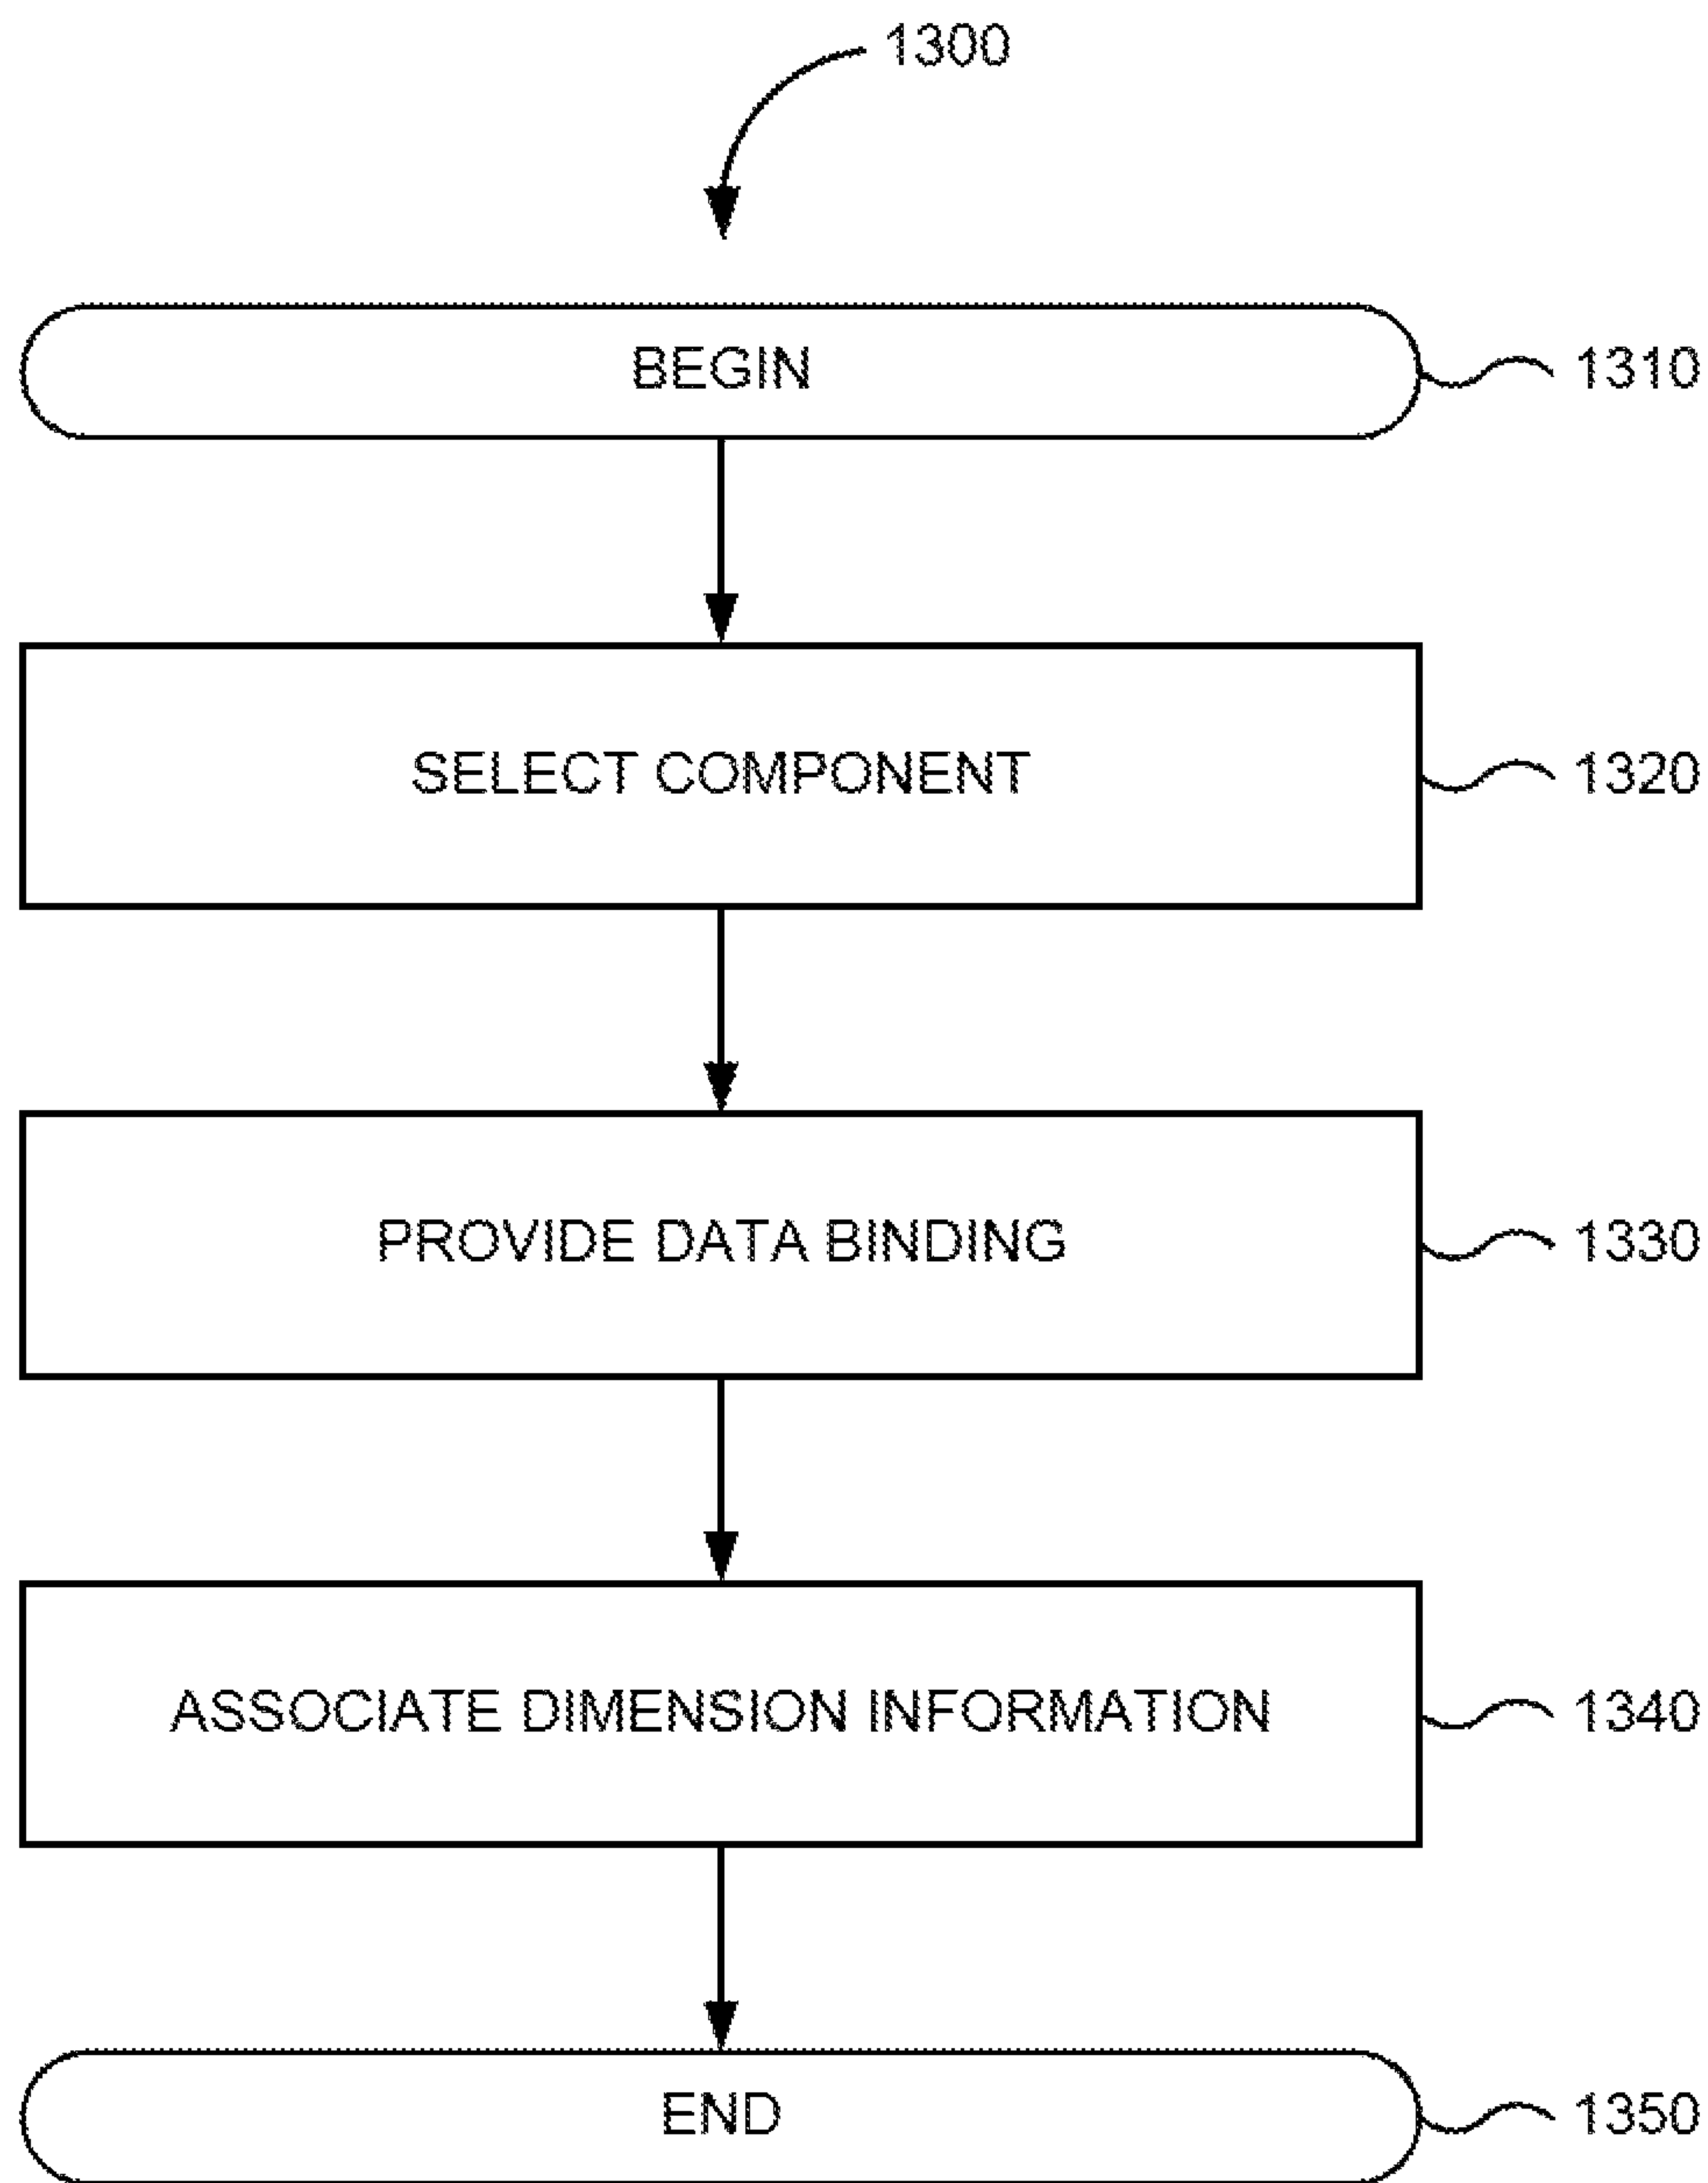 1300
BEGIN
1310
SELECT COMPONENT
1320
PROVIDE DATA BINDING
1330
ASSOCIATE DIMENSION INFORMATION
1340
END
1350